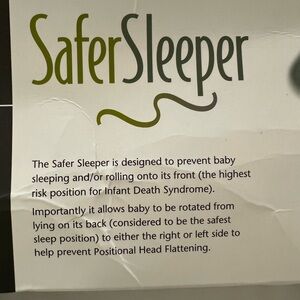 SaferSleeper
The Safer Sleeper is designed to prevent baby
sleeping and/or rolling onto its front (the highest
risk position for Infant Death Syndrome).
Importantly it allows baby to be rotated from
lying on its back (considered to be the safest
sleep position) to either the right or left side to
help prevent Positional Head Flattening.